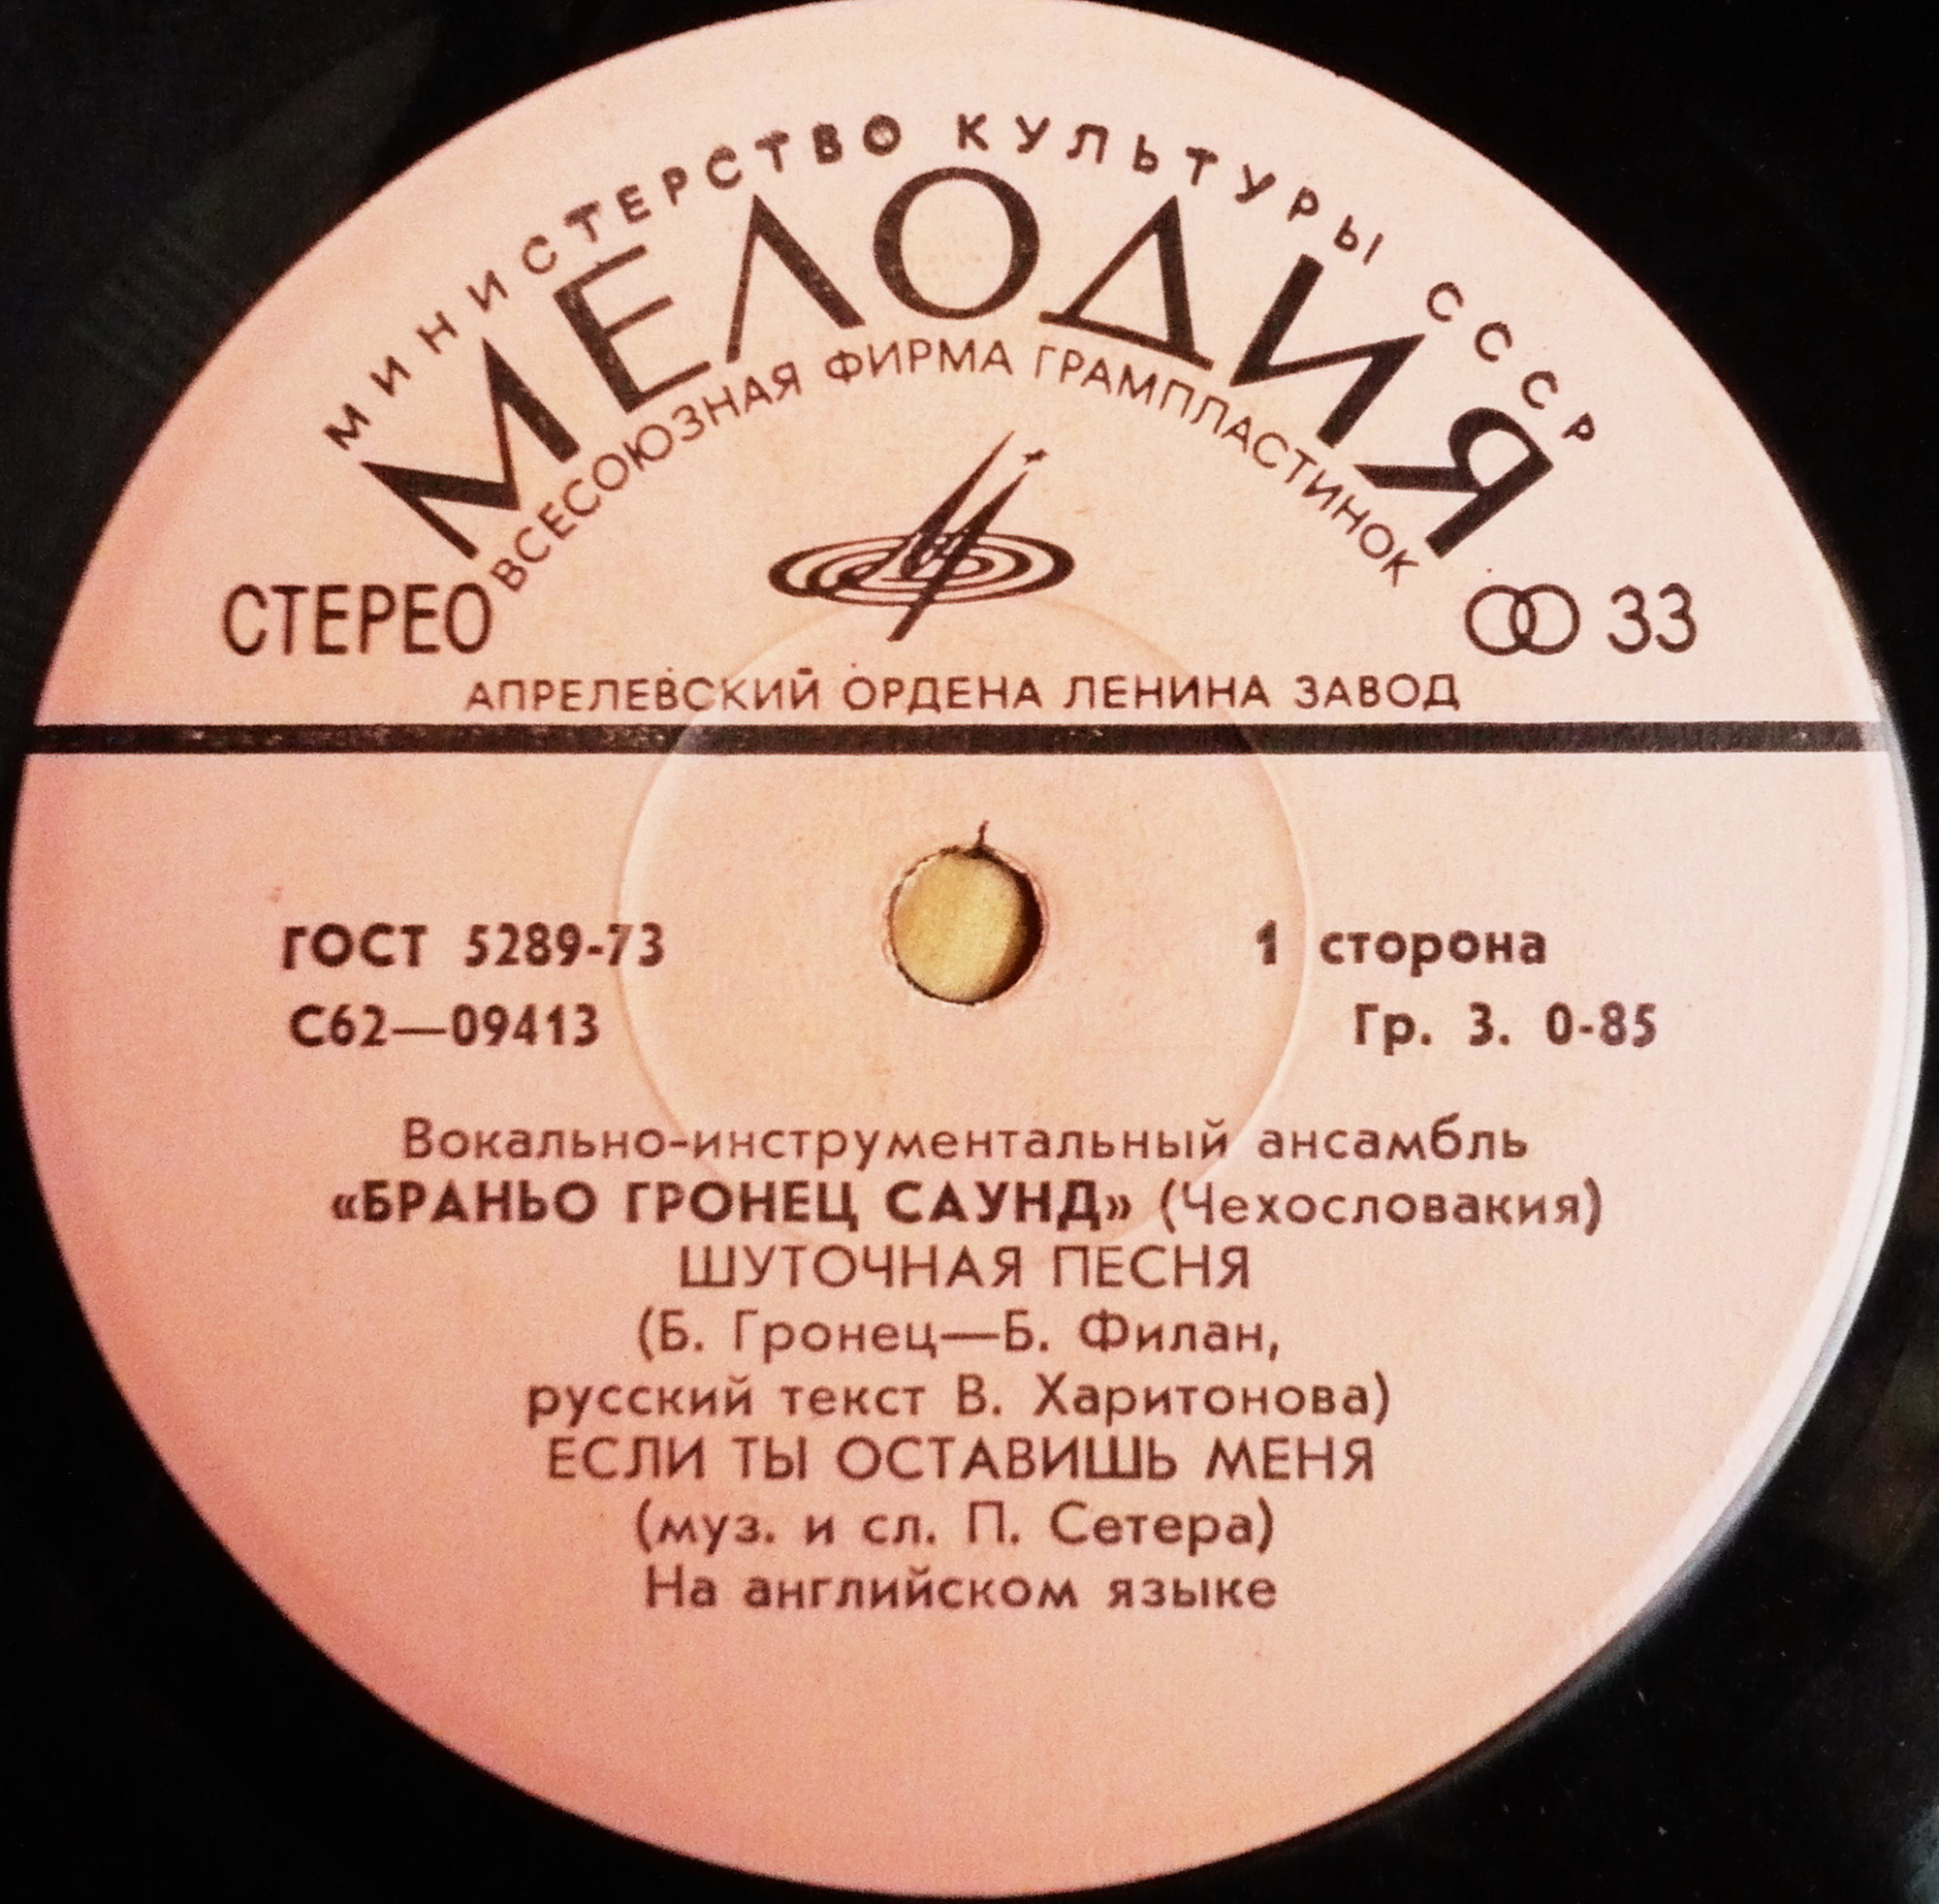 МИНИСТЕРСТВО КУЛЬТУРЫ СССР
МЕЛОДИЯ
ВСЕСОЮЗНАЯ ФИРМА ГРАМПЛАСТИНОК
СТЕРЕО 33
АПРЕЛЕВСКИЙ ОРДЕНА ЛЕНИНА ЗАВОД
ГОСТ 5289-73 1 сторона
С62—09413 Гр. 3. 0-85
Вокально-инструментальный ансамбль
«БРАНЬО ГРОНЕЦ САУНД» (Чехословакия)
ШУТОЧНАЯ ПЕСНЯ
(Б. Гронец—Б. Филан,
русский текст В. Харитонова)
ЕСЛИ ТЫ ОСТАВИШЬ МЕНЯ
(муз. и сл. П. Сетера)
На английском языке